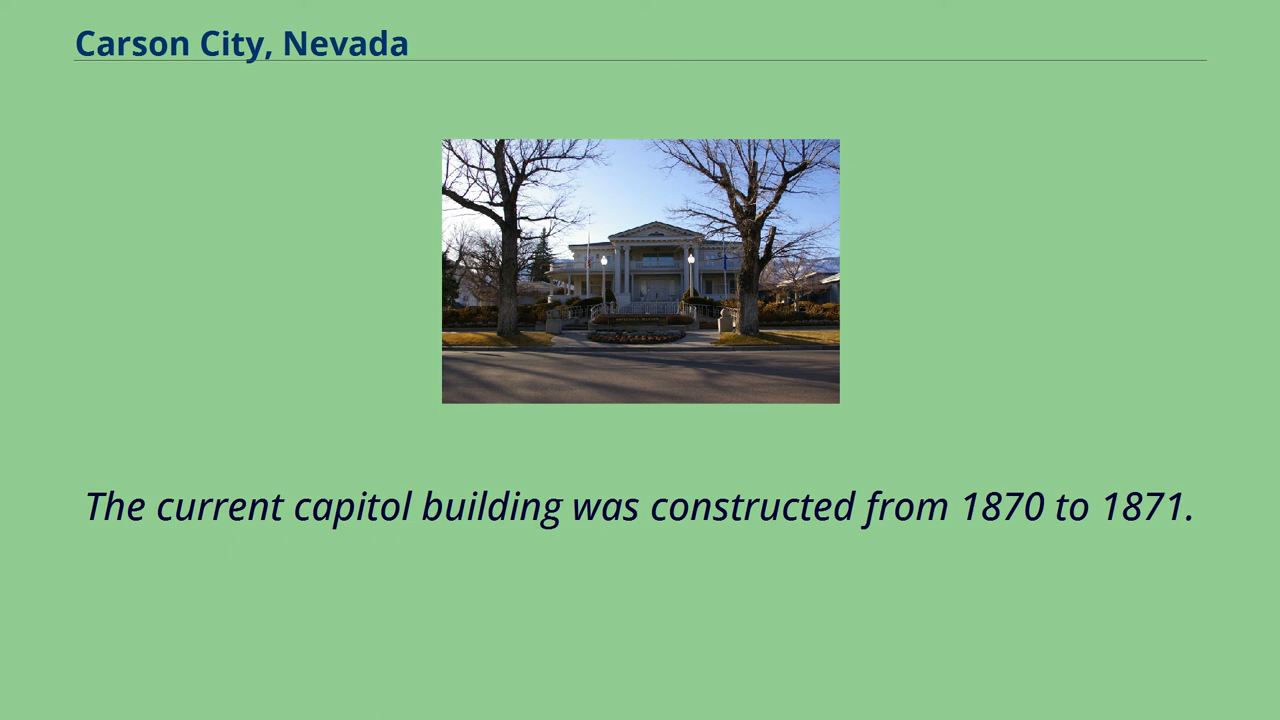 Carson City, Nevada
The current capitol building was constructed from 1870 to 1871.